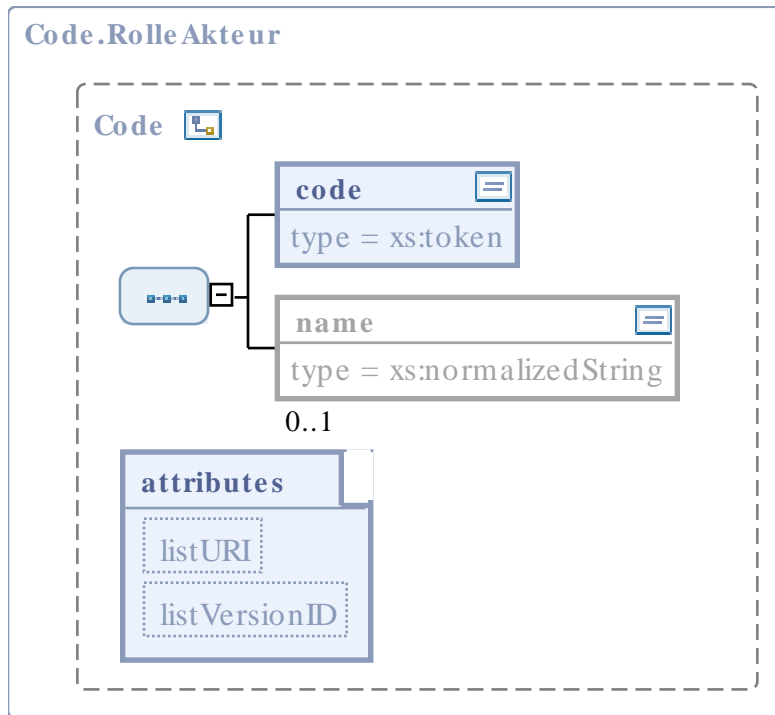 Code.RolleAkteur
Code
code
type = xs:token
name
type = xs:normalizedString
0..1
attributes
listURI
listVersionID